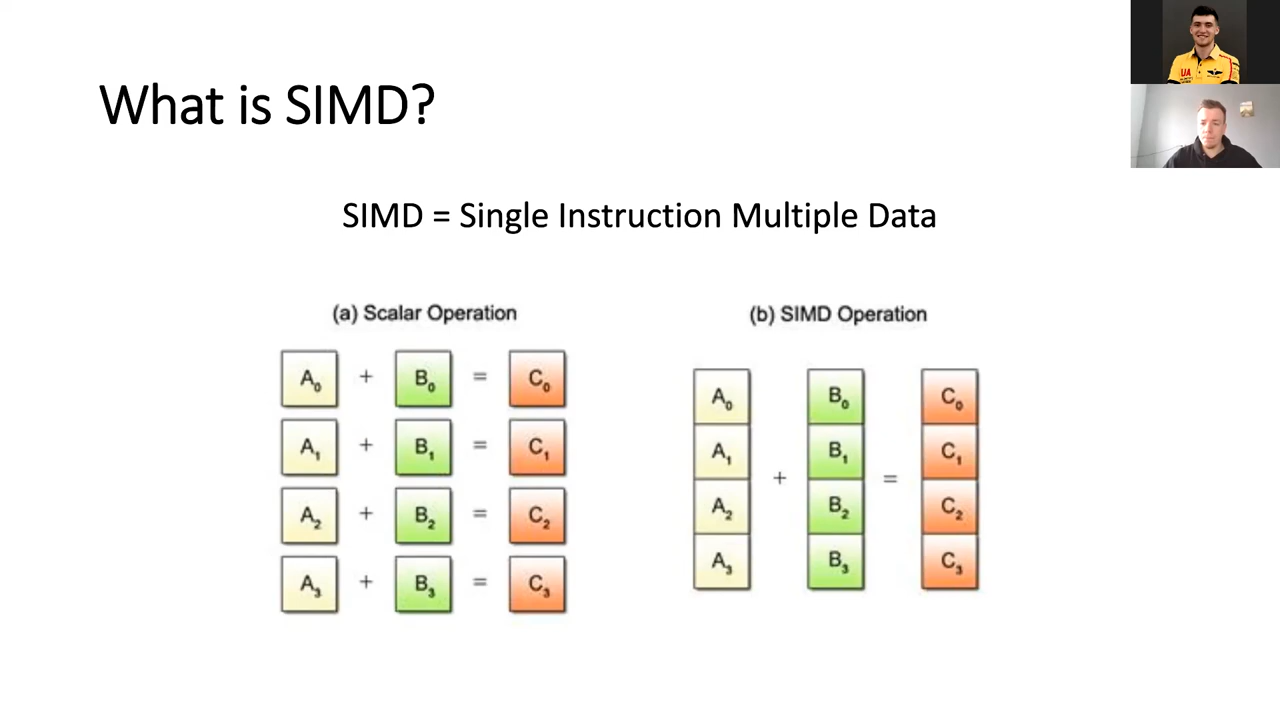 What is SIMD?
SIMD = Single Instruction Multiple Data
(a) Scalar Operation
A₀ + B₀ = C₀
A₁ + B₁ = C₁
A₂ + B₂ = C₂
A₃ + B₃ = C₃
(b) SIMD Operation
A₀ B₀ C₀
A₁ B₁ C₁
+ =
A₂ B₂ C₂
A₃ B₃ C₃
UA